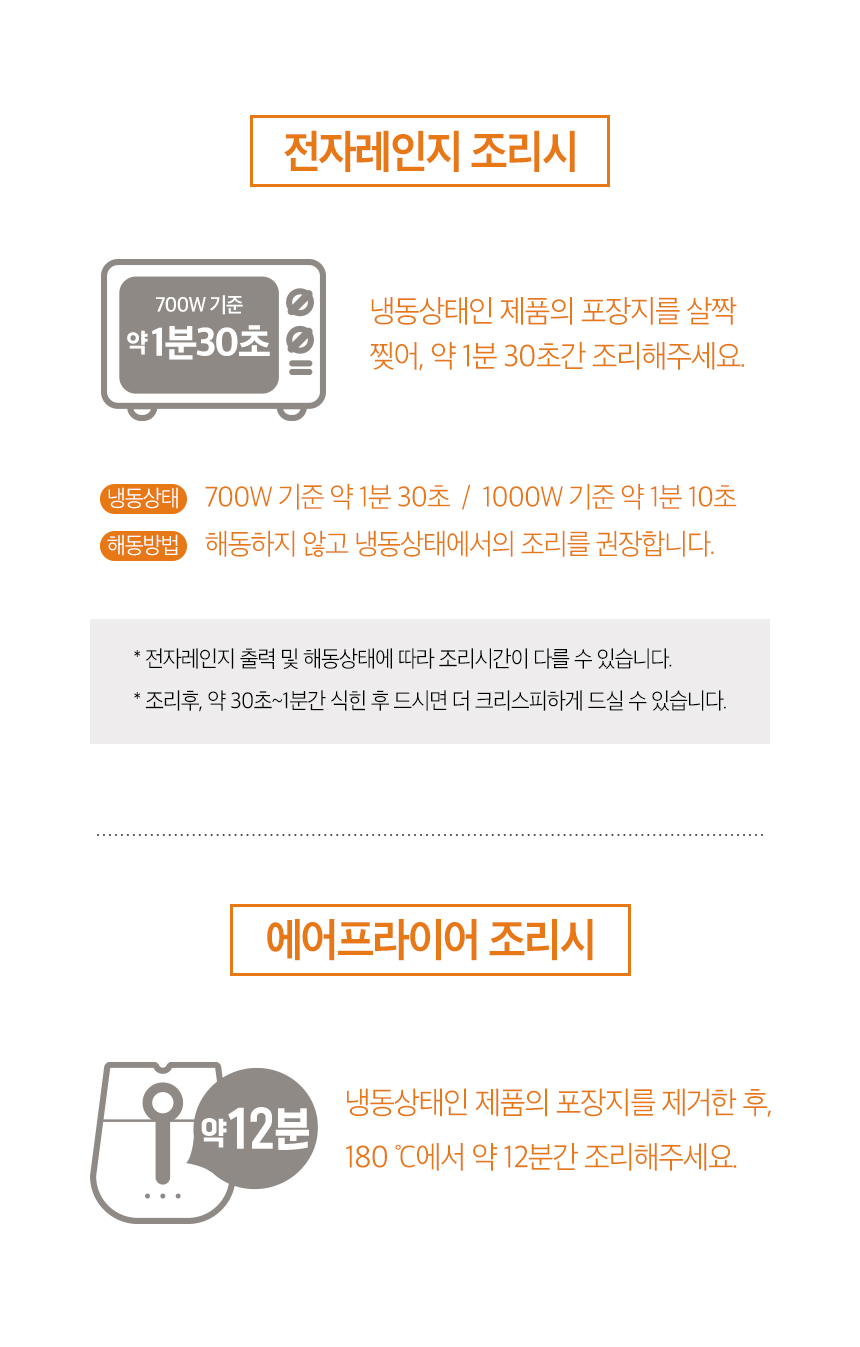 전자레인지 조리시
700W 기준
약 1분30초
냉동상태인 제품의 포장지를 살짝
찢어, 약 1분 30초간 조리해주세요.
냉동상태 700W 기준 약 1분 30초 / 1000W 기준 약 1분 10초
해동방법 해동하지 않고 냉동상태에서의 조리를 권장합니다.
* 전자레인지 출력 및 해동상태에 따라 조리시간이 다를 수 있습니다.
* 조리후, 약 30초~1분간 식힌 후 드시면 더 크리스피하게 드실 수 있습니다.
에어프라이어 조리시
약12분
냉동상태인 제품의 포장지를 제거한 후,
180 ℃에서 약 12분간 조리해주세요.